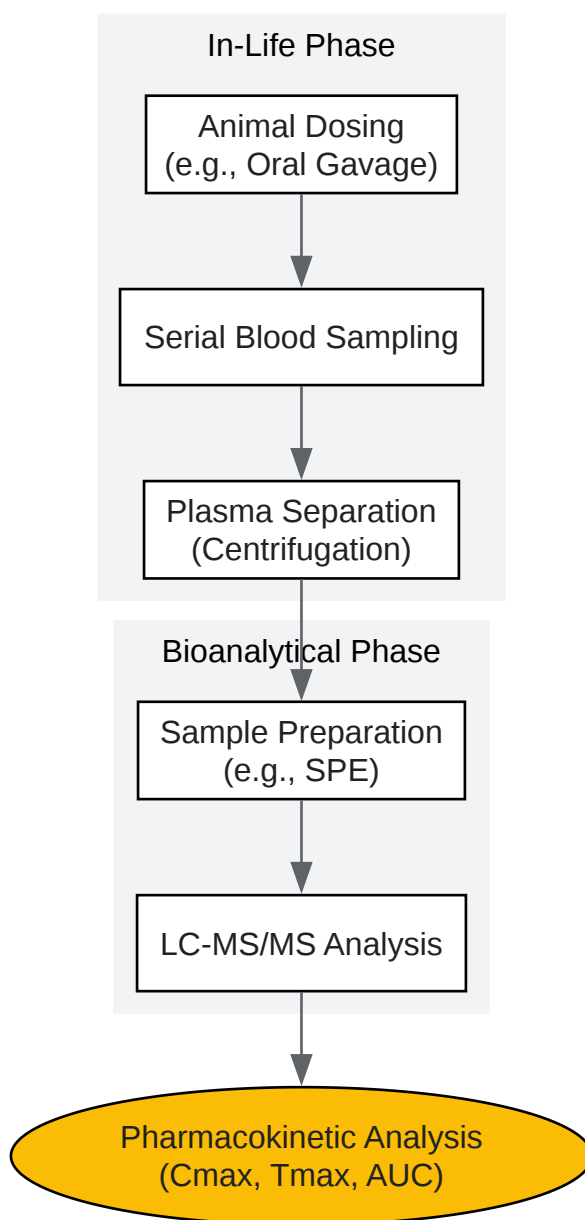 In-Life Phase
Animal Dosing
(e.g., Oral Gavage)
Serial Blood Sampling
Plasma Separation
(Centrifugation)
Bioanalytical Phase
Sample Preparation
(e.g., SPE)
LC-MS/MS Analysis
Pharmacokinetic Analysis
(Cmax, Tmax, AUC)